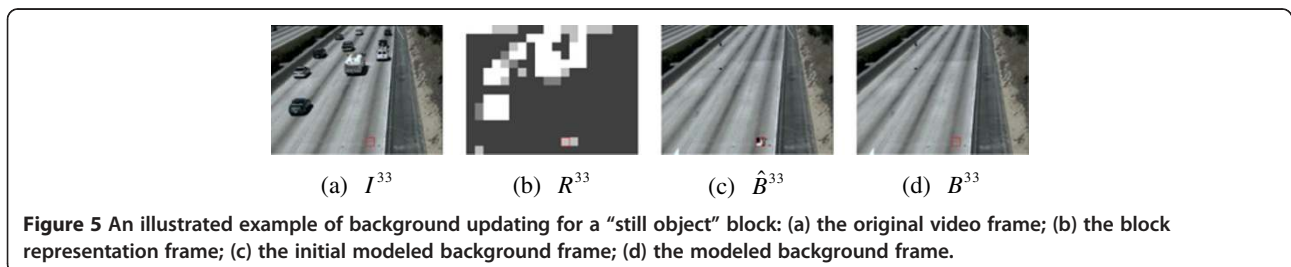 (a) I^33 (b) R^33 (c) B̂^33 (d) B^33
Figure 5 An illustrated example of background updating for a “still object” block: (a) the original video frame; (b) the block
representation frame; (c) the initial modeled background frame; (d) the modeled background frame.